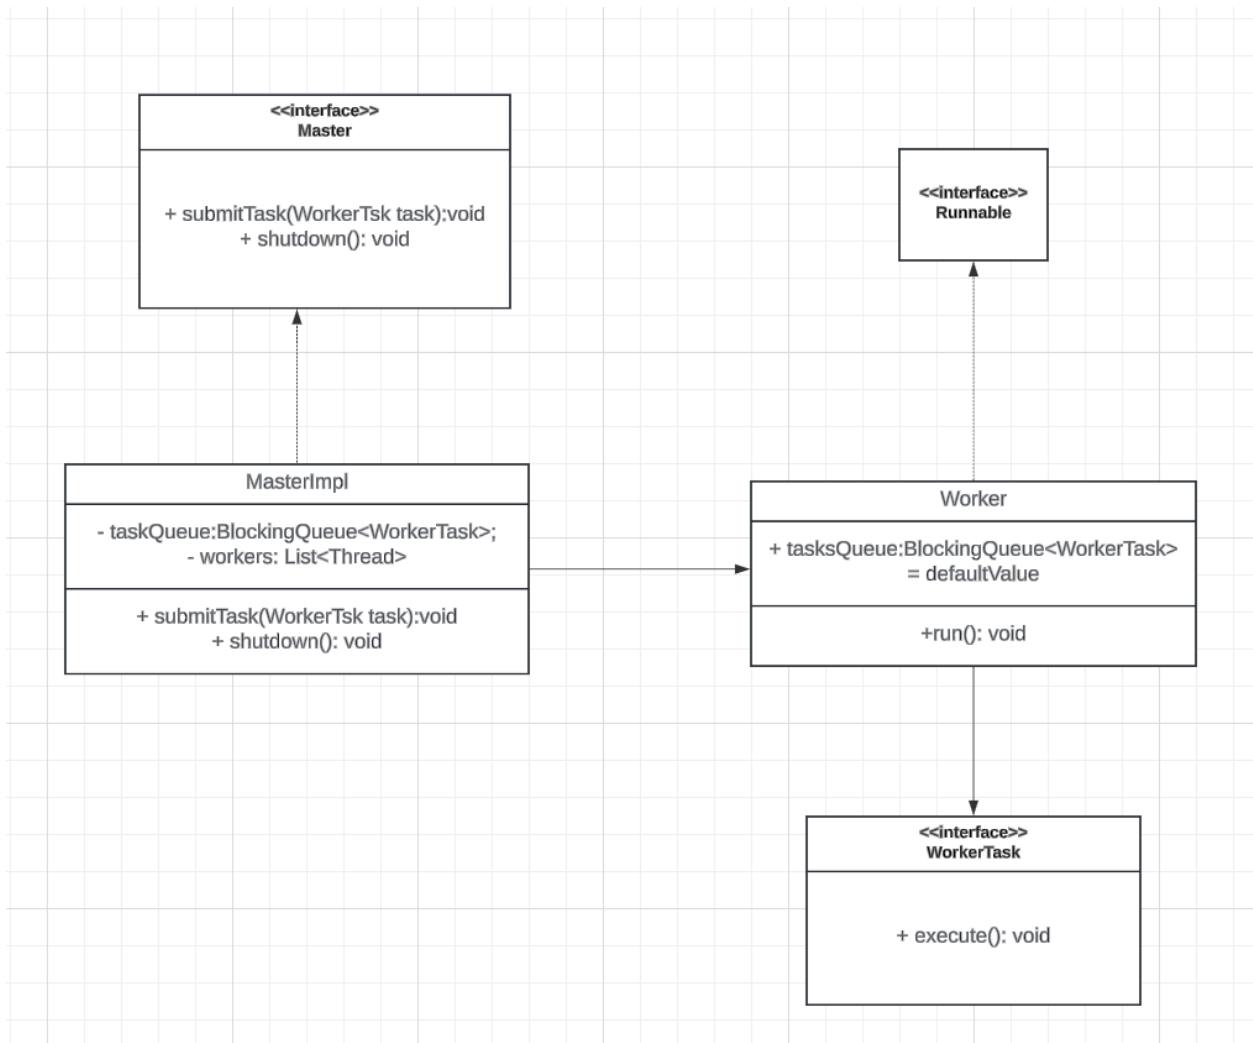 <<interface>>
Master
+ submitTask(WorkerTsk task):void
+ shutdown(): void
<<interface>>
Runnable
MasterImpl
- taskQueue:BlockingQueue<WorkerTask>;
- workers: List<Thread>
+ submitTask(WorkerTsk task):void
+ shutdown(): void
Worker
+ tasksQueue:BlockingQueue<WorkerTask>
= defaultValue
+run(): void
<<interface>>
WorkerTask
+ execute(): void